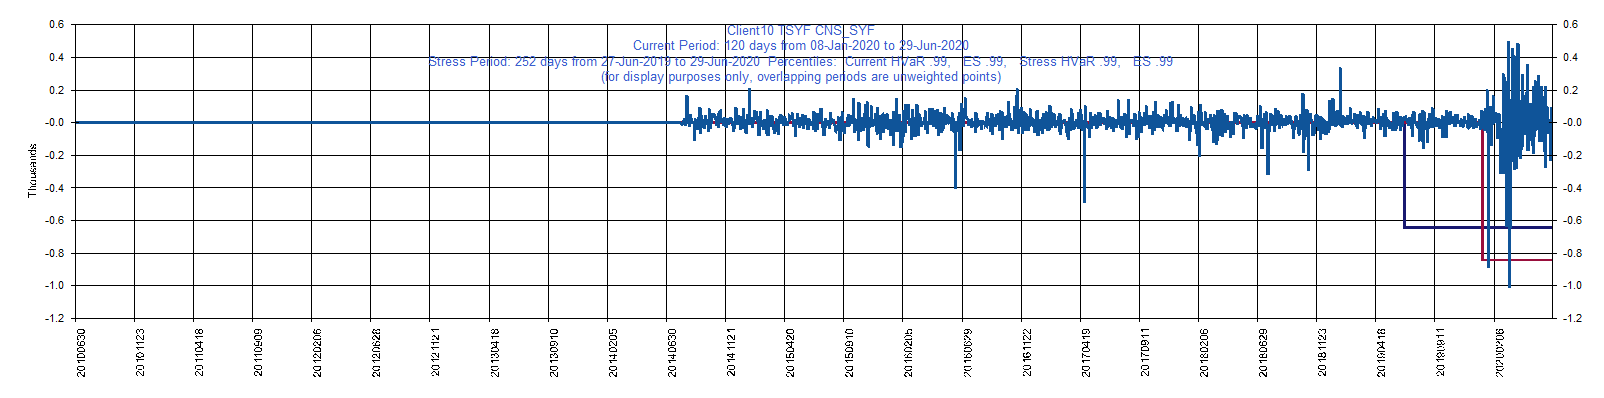 Client10 TSYF CNS_SYF
Current Period: 120 days from 08-Jan-2020 to 29-Jun-2020
Stress Period: 252 days from 27-Jun-2019 to 29-Jun-2020 Percentiles: Current HVaR .99, ES .99, Stress HVaR .99, ES .99
(for display purposes only, overlapping periods are unweighted points)
0.6 0.6
0.4 0.4
0.2 0.2
-0.0 -0.0
-0.2 -0.2
-0.4 -0.4
-0.6 -0.6
-0.8 -0.8
-1.0 -1.0
-1.2 -1.2
Thousands
20100630 20101123 20110418 20110909 20120206 20120628 20121121 20130418 20130910 20140205 20140630 20141121 20150420 20150910 20160205 20160629 20161122 20170419 20170911 20180206 20180629 20181123 20190418 20190911 20200206